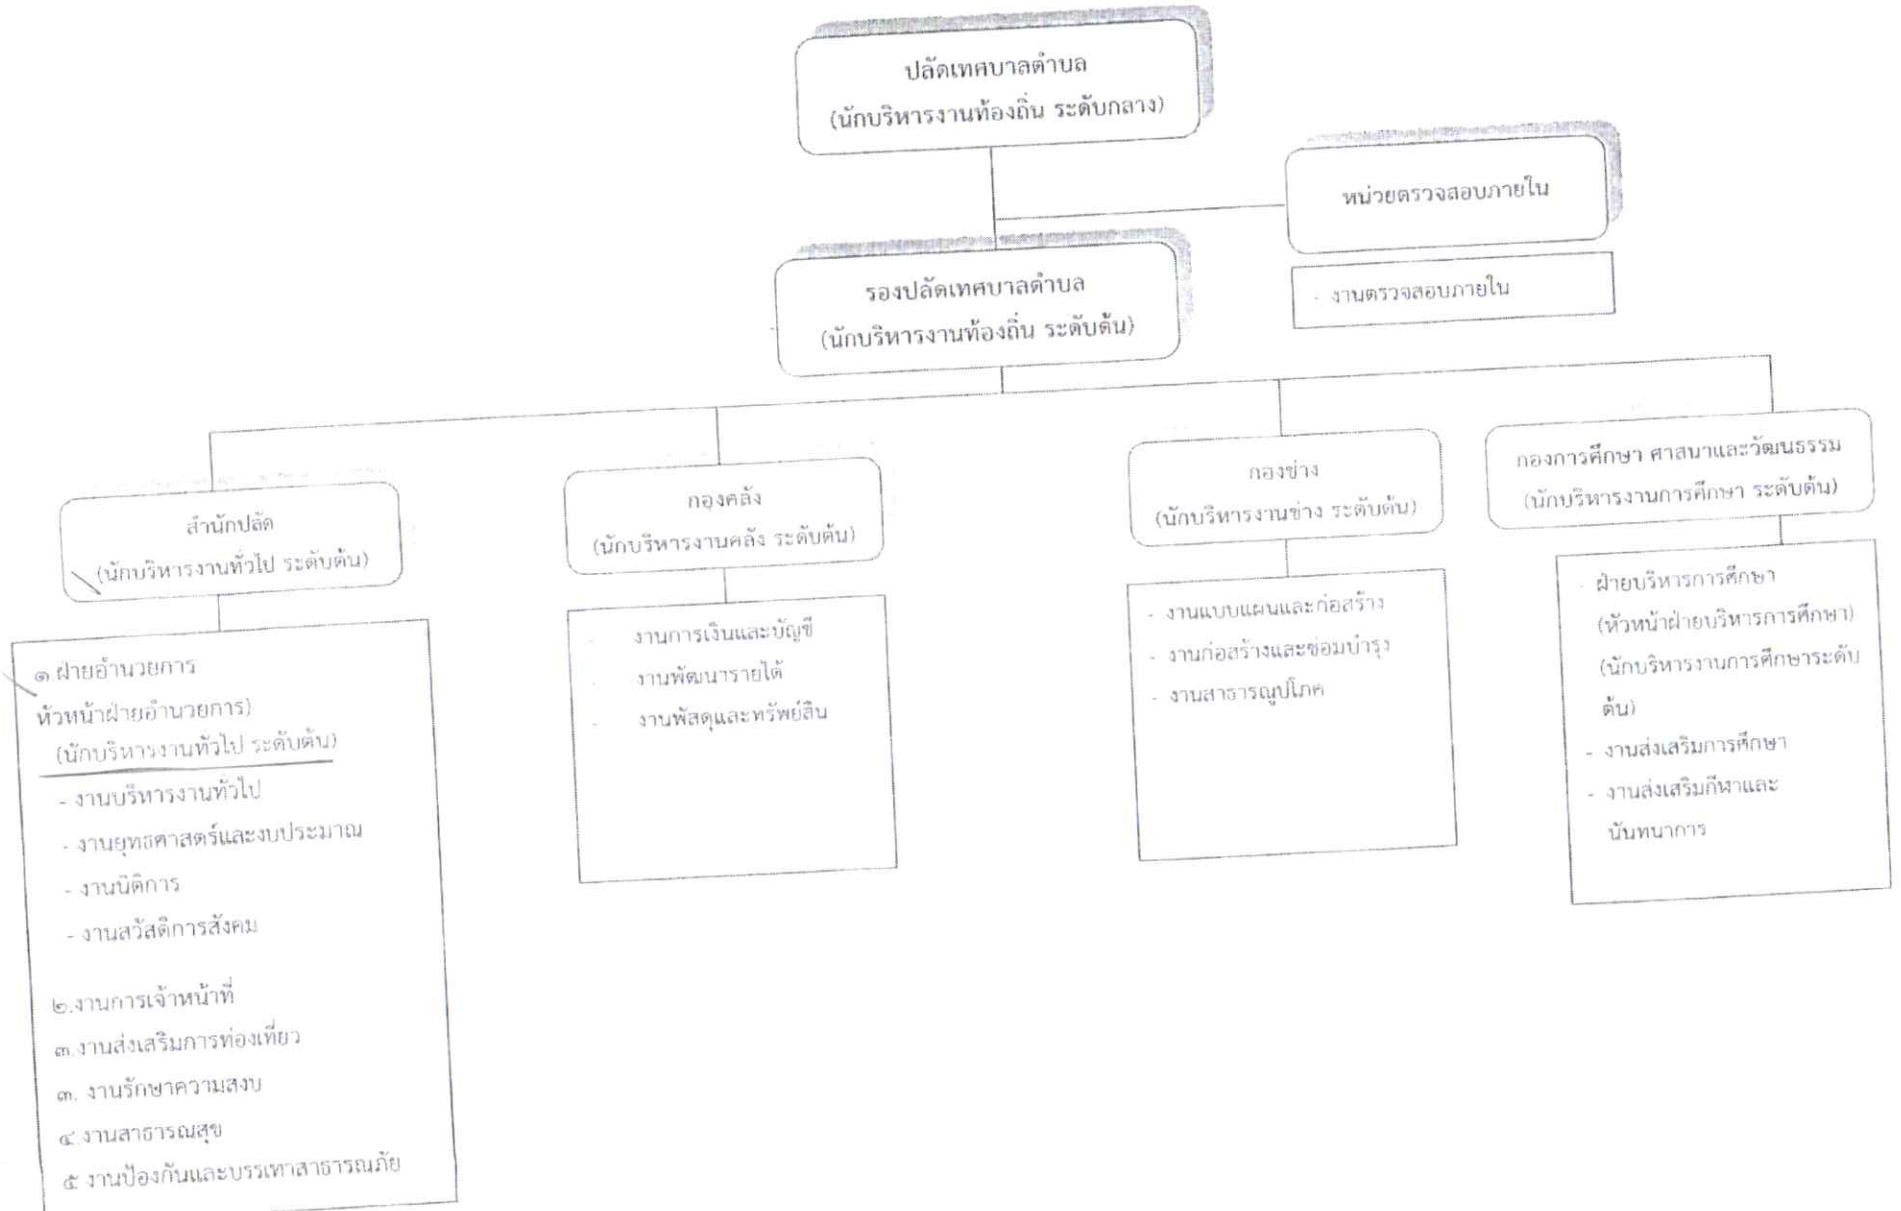 ปลัดเทศบาลตำบล
(นักบริหารงานท้องถิ่น ระดับกลาง)
หน่วยตรวจสอบภายใน
- งานตรวจสอบภายใน
รองปลัดเทศบาลตำบล
(นักบริหารงานท้องถิ่น ระดับต้น)
สำนักปลัด
(นักบริหารงานทั่วไป ระดับต้น)
๑.ฝ่ายอำนวยการ
หัวหน้าฝ่ายอำนวยการ)
(นักบริหารงานทั่วไป ระดับต้น)
- งานบริหารงานทั่วไป
- งานยุทธศาสตร์และงบประมาณ
- งานนิติการ
- งานสวัสดิการสังคม
๒.งานการเจ้าหน้าที่
๓.งานส่งเสริมการท่องเที่ยว
๓. งานรักษาความสงบ
๔.งานสาธารณสุข
๕ งานป้องกันและบรรเทาสาธารณภัย
กองคลัง
(นักบริหารงานคลัง ระดับต้น)
- งานการเงินและบัญชี
- งานพัฒนารายได้
- งานพัสดุและทรัพย์สิน
กองช่าง
(นักบริหารงานช่าง ระดับต้น)
- งานแบบแผนและก่อสร้าง
- งานก่อสร้างและซ่อมบำรุง
- งานสาธารณูปโภค
กองการศึกษา ศาสนาและวัฒนธรรม
(นักบริหารงานการศึกษา ระดับต้น)
- ฝ่ายบริหารการศึกษา
(หัวหน้าฝ่ายบริหารการศึกษา)
(นักบริหารงานการศึกษาระดับ
ต้น)
- งานส่งเสริมการศึกษา
- งานส่งเสริมกีฬาและ
นันทนาการ